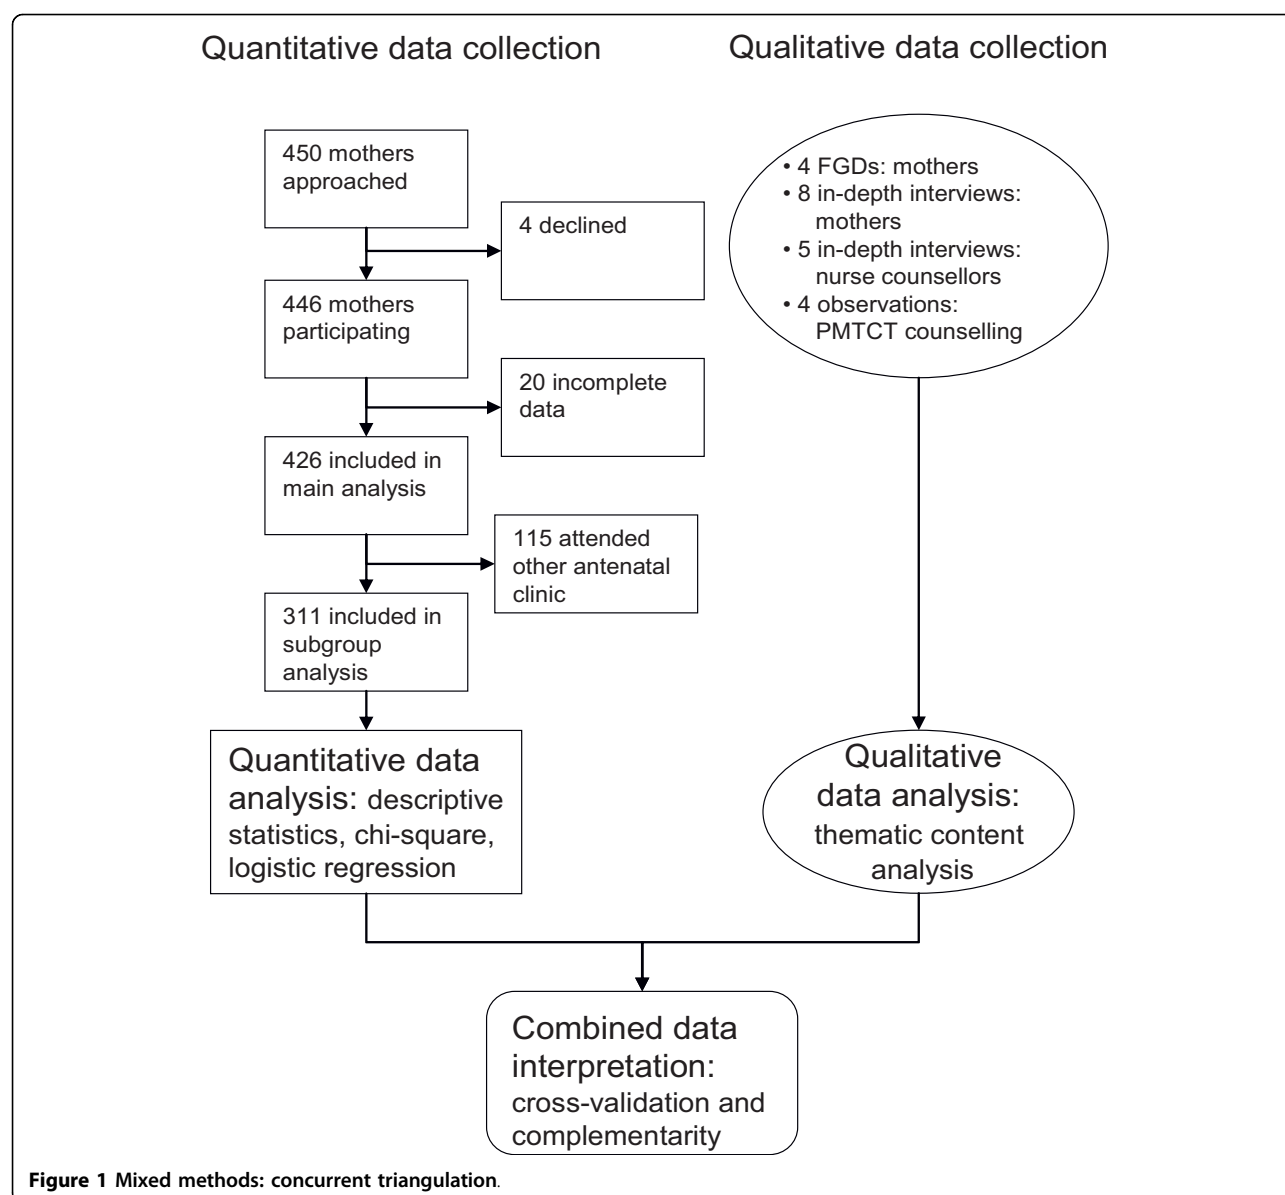 Quantitative data collection
Qualitative data collection
450 mothers
approached
4 declined
446 mothers
participating
20 incomplete
data
426 included in
main analysis
115 attended
other antenatal
clinic
311 included in
subgroup
analysis
• 4 FGDs: mothers
• 8 in-depth interviews:
mothers
• 5 in-depth interviews:
nurse counsellors
• 4 observations:
PMTCT counselling
Quantitative data
analysis: descriptive
statistics, chi-square,
logistic regression
Qualitative
data analysis:
thematic content
analysis
Combined data
interpretation:
cross-validation and
complementarity
Figure 1 Mixed methods: concurrent triangulation.